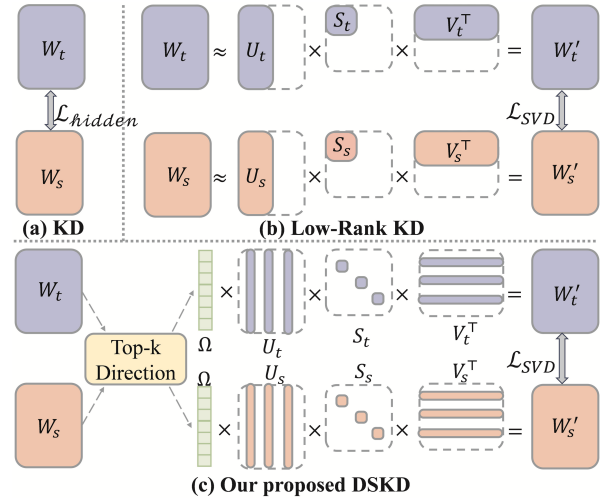 W_t
ℒ_hidden
W_s
(a) KD
W_t ≈ U_t × S_t × V_t^⊤ = W_t′
ℒ_SVD
W_s ≈ U_s × S_s × V_s^⊤ = W_s′
(b) Low-Rank KD
W_t × × × = W_t′
Ω U_t S_t V_t^⊤
Top-k
Direction
ℒ_SVD
Ω U_s S_s V_s^⊤
W_s × × × = W_s′
(c) Our proposed DSKD